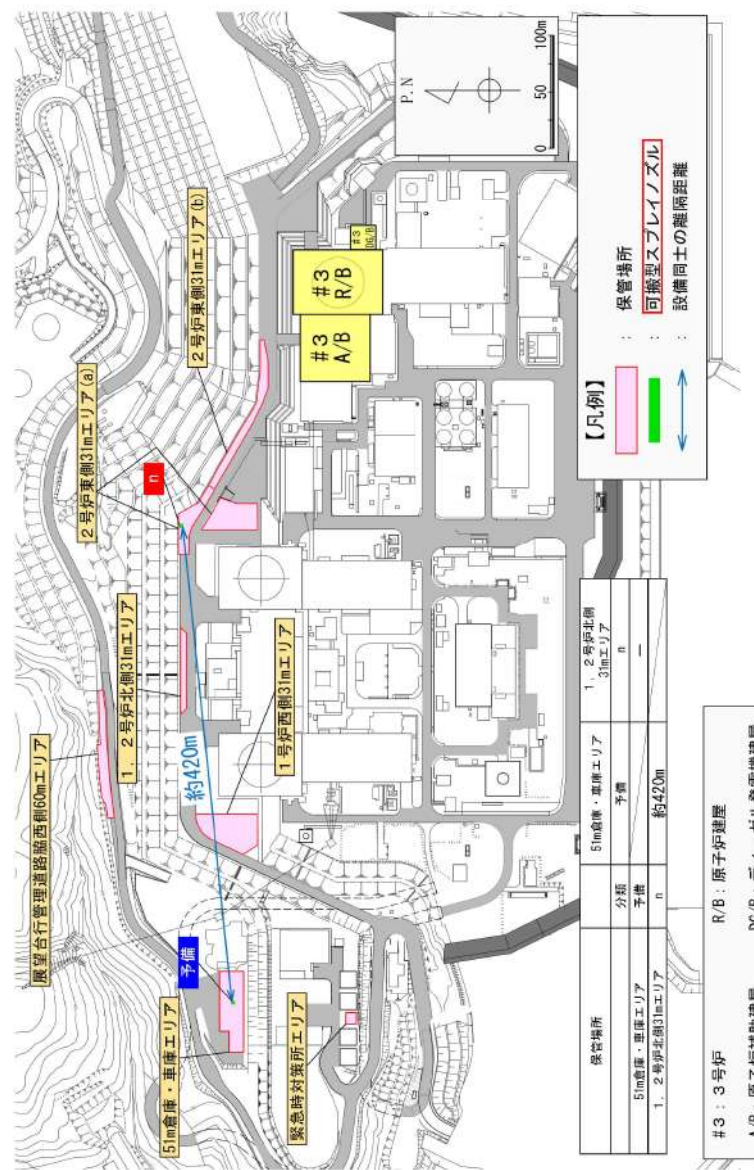 展望台行管理道路脇西側60mエリア
2号炉東側31mエリア(a)
2号炉東側31mエリア(b)
1,2号炉北側31mエリア
51m倉庫・車庫エリア
予備
n
約420m
1号炉西側31mエリア
緊急時対策所エリア
#3
R/B
#3
A/B
#3
DG/B
P.N
0 50 100m
【凡例】
: 保管場所
: 可搬型スプレイノズル
: 設備同士の離隔距離
保管場所 51m倉庫・車庫エリア 1,2号炉北側31mエリア
分類 予備 n
51m倉庫・車庫エリア 予備 ―
1,2号炉北側31mエリア n 約420m
#3 : 3号炉 R/B : 原子炉建屋
A/B : 原子炉補助建屋 DG/B : ディーゼル発電機建屋